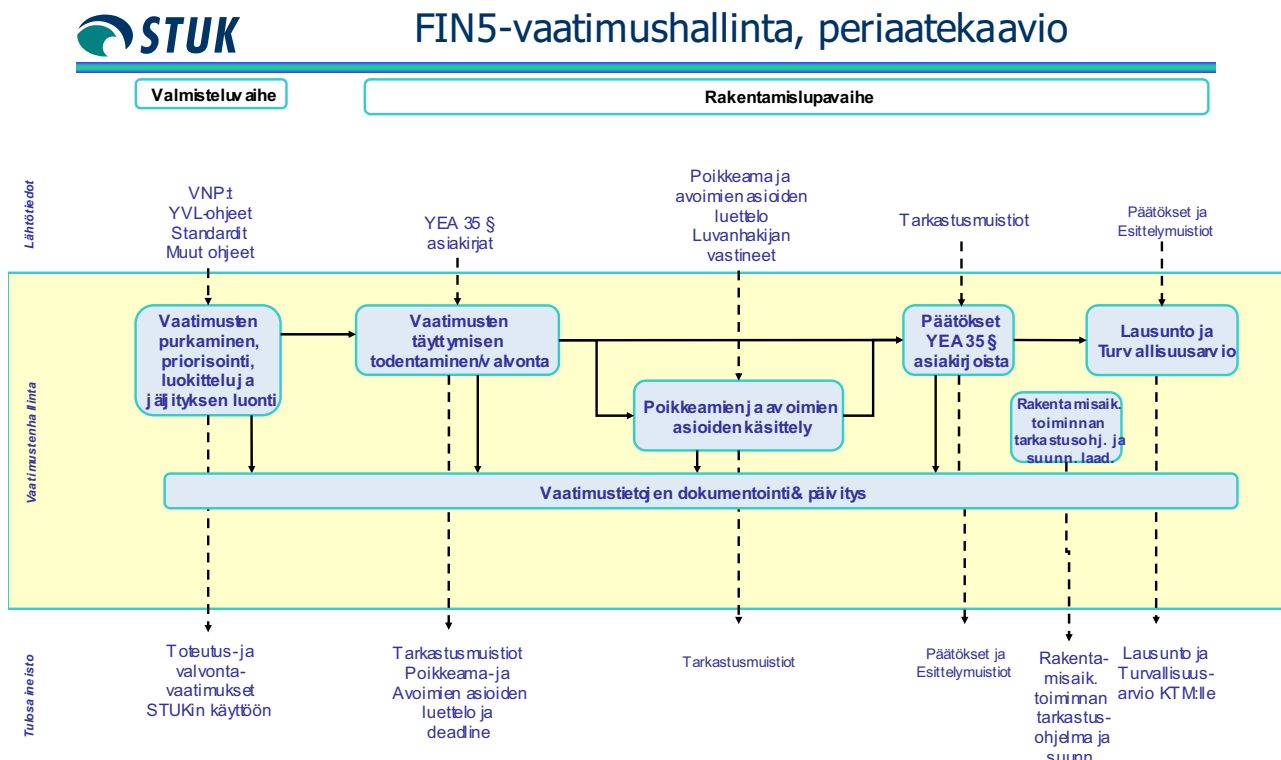 STUK
FIN5-vaatimushallinta, periaatekaavio
Valmisteluvaihe
Rakentamislupavaihe
Lähtötiedot
VNP:t
YVL-ohjeet
Standardit
Muut ohjeet
YEA 35 §
asiakirjat
Poikkeama ja
avoimien asioiden
luettelo
Luvanhakijan
vastineet
Tarkastusmuistiot
Päätökset ja
Esittelymuistiot
Vaatimustenhallinta
Vaatimusten
purkaminen,
priorisointi,
luokittelu ja
jäljityksen luonti
Vaatimusten
täyttymisen
todentaminen/valvonta
Poikkeamien ja avoimien
asioiden käsittely
Päätökset
YEA 35 §
asiakirjoista
Lausunto ja
Turvallisuusarvio
Rakentamisaik.
toiminnan
tarkastusohj. ja
suunn. laad.
Vaatimustietojen dokumentointi & päivitys
Tulosaineisto
Toteutus- ja
valvonta-
vaatimukset
STUKin käyttöön
Tarkastusmuistiot
Poikkeama- ja
Avoimien asioiden
luettelo ja
deadline
Tarkastusmuistiot
Päätökset ja
Esittelymuistiot
Rakenta-
misaik.
toiminnan
tarkastus-
ohjelma ja
suunn.
Lausunto ja
Turvallisuus-
arvio KTM:lle